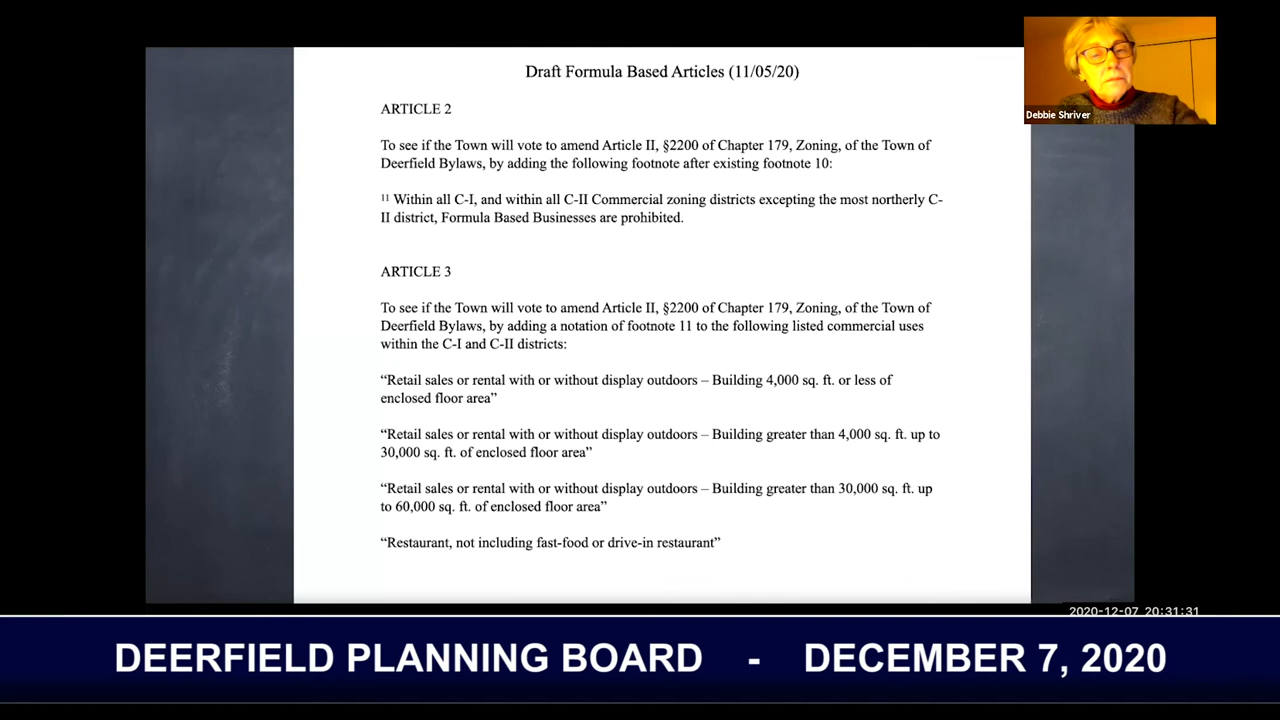 Draft Formula Based Articles (11/05/20)
Debbie Shriver
ARTICLE 2
To see if the Town will vote to amend Article II, §2200 of Chapter 179, Zoning, of the Town of
Deerfield Bylaws, by adding the following footnote after existing footnote 10:
¹¹ Within all C-I, and within all C-II Commercial zoning districts excepting the most northerly C-
II district, Formula Based Businesses are prohibited.
ARTICLE 3
To see if the Town will vote to amend Article II, §2200 of Chapter 179, Zoning, of the Town of
Deerfield Bylaws, by adding a notation of footnote 11 to the following listed commercial uses
within the C-I and C-II districts:
“Retail sales or rental with or without display outdoors – Building 4,000 sq. ft. or less of
enclosed floor area”
“Retail sales or rental with or without display outdoors – Building greater than 4,000 sq. ft. up to
30,000 sq. ft. of enclosed floor area”
“Retail sales or rental with or without display outdoors – Building greater than 30,000 sq. ft. up
to 60,000 sq. ft. of enclosed floor area”
“Restaurant, not including fast-food or drive-in restaurant”
2020-12-07 20:31:31
DEERFIELD PLANNING BOARD - DECEMBER 7, 2020